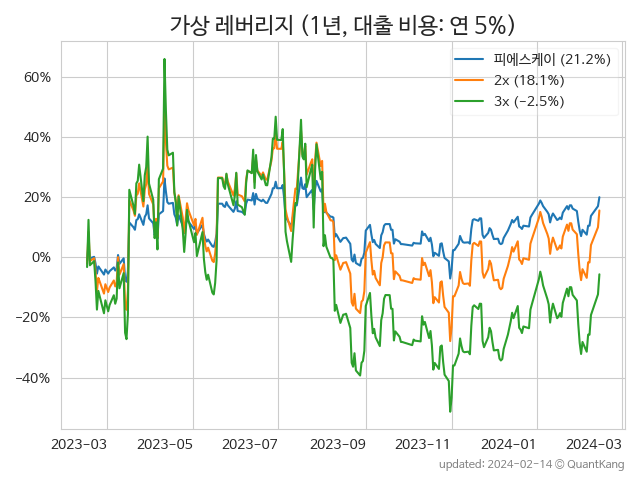 가상 레버리지 (1년, 대출 비용: 연 5%)
피에스케이 (21.2%)
2x (18.1%)
3x (−2.5%)
60%
40%
20%
0%
−20%
−40%
2023-03 2023-05 2023-07 2023-09 2023-11 2024-01 2024-03
updated: 2024-02-14 © QuantKang